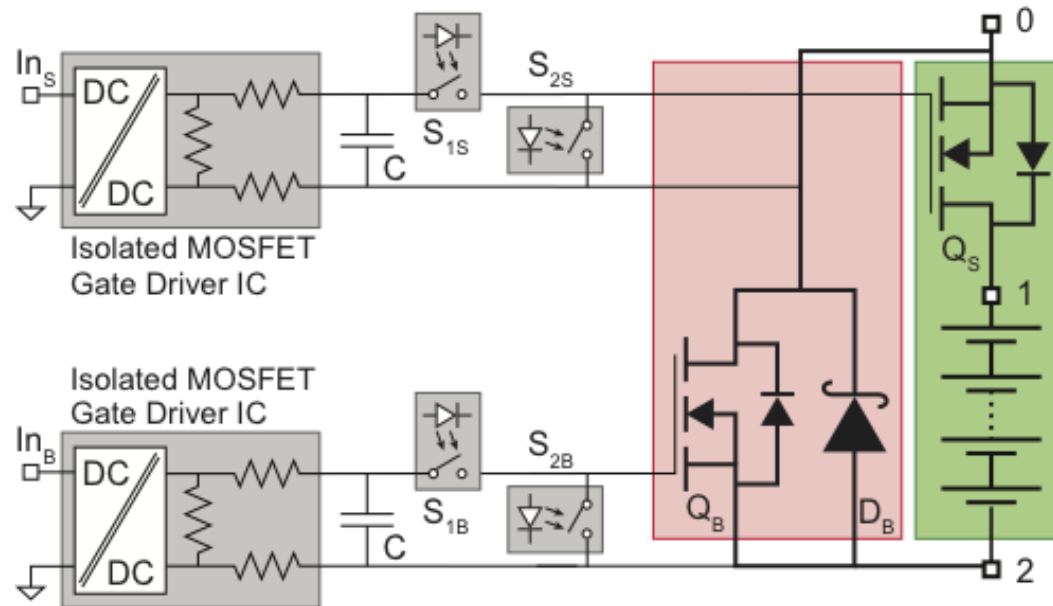 0
In_S
DC
DC
S_1S
S_2S
C
Isolated MOSFET
Gate Driver IC
Q_S
1
Isolated MOSFET
Gate Driver IC
In_B
DC
DC
S_1B
S_2B
C
Q_B
D_B
2